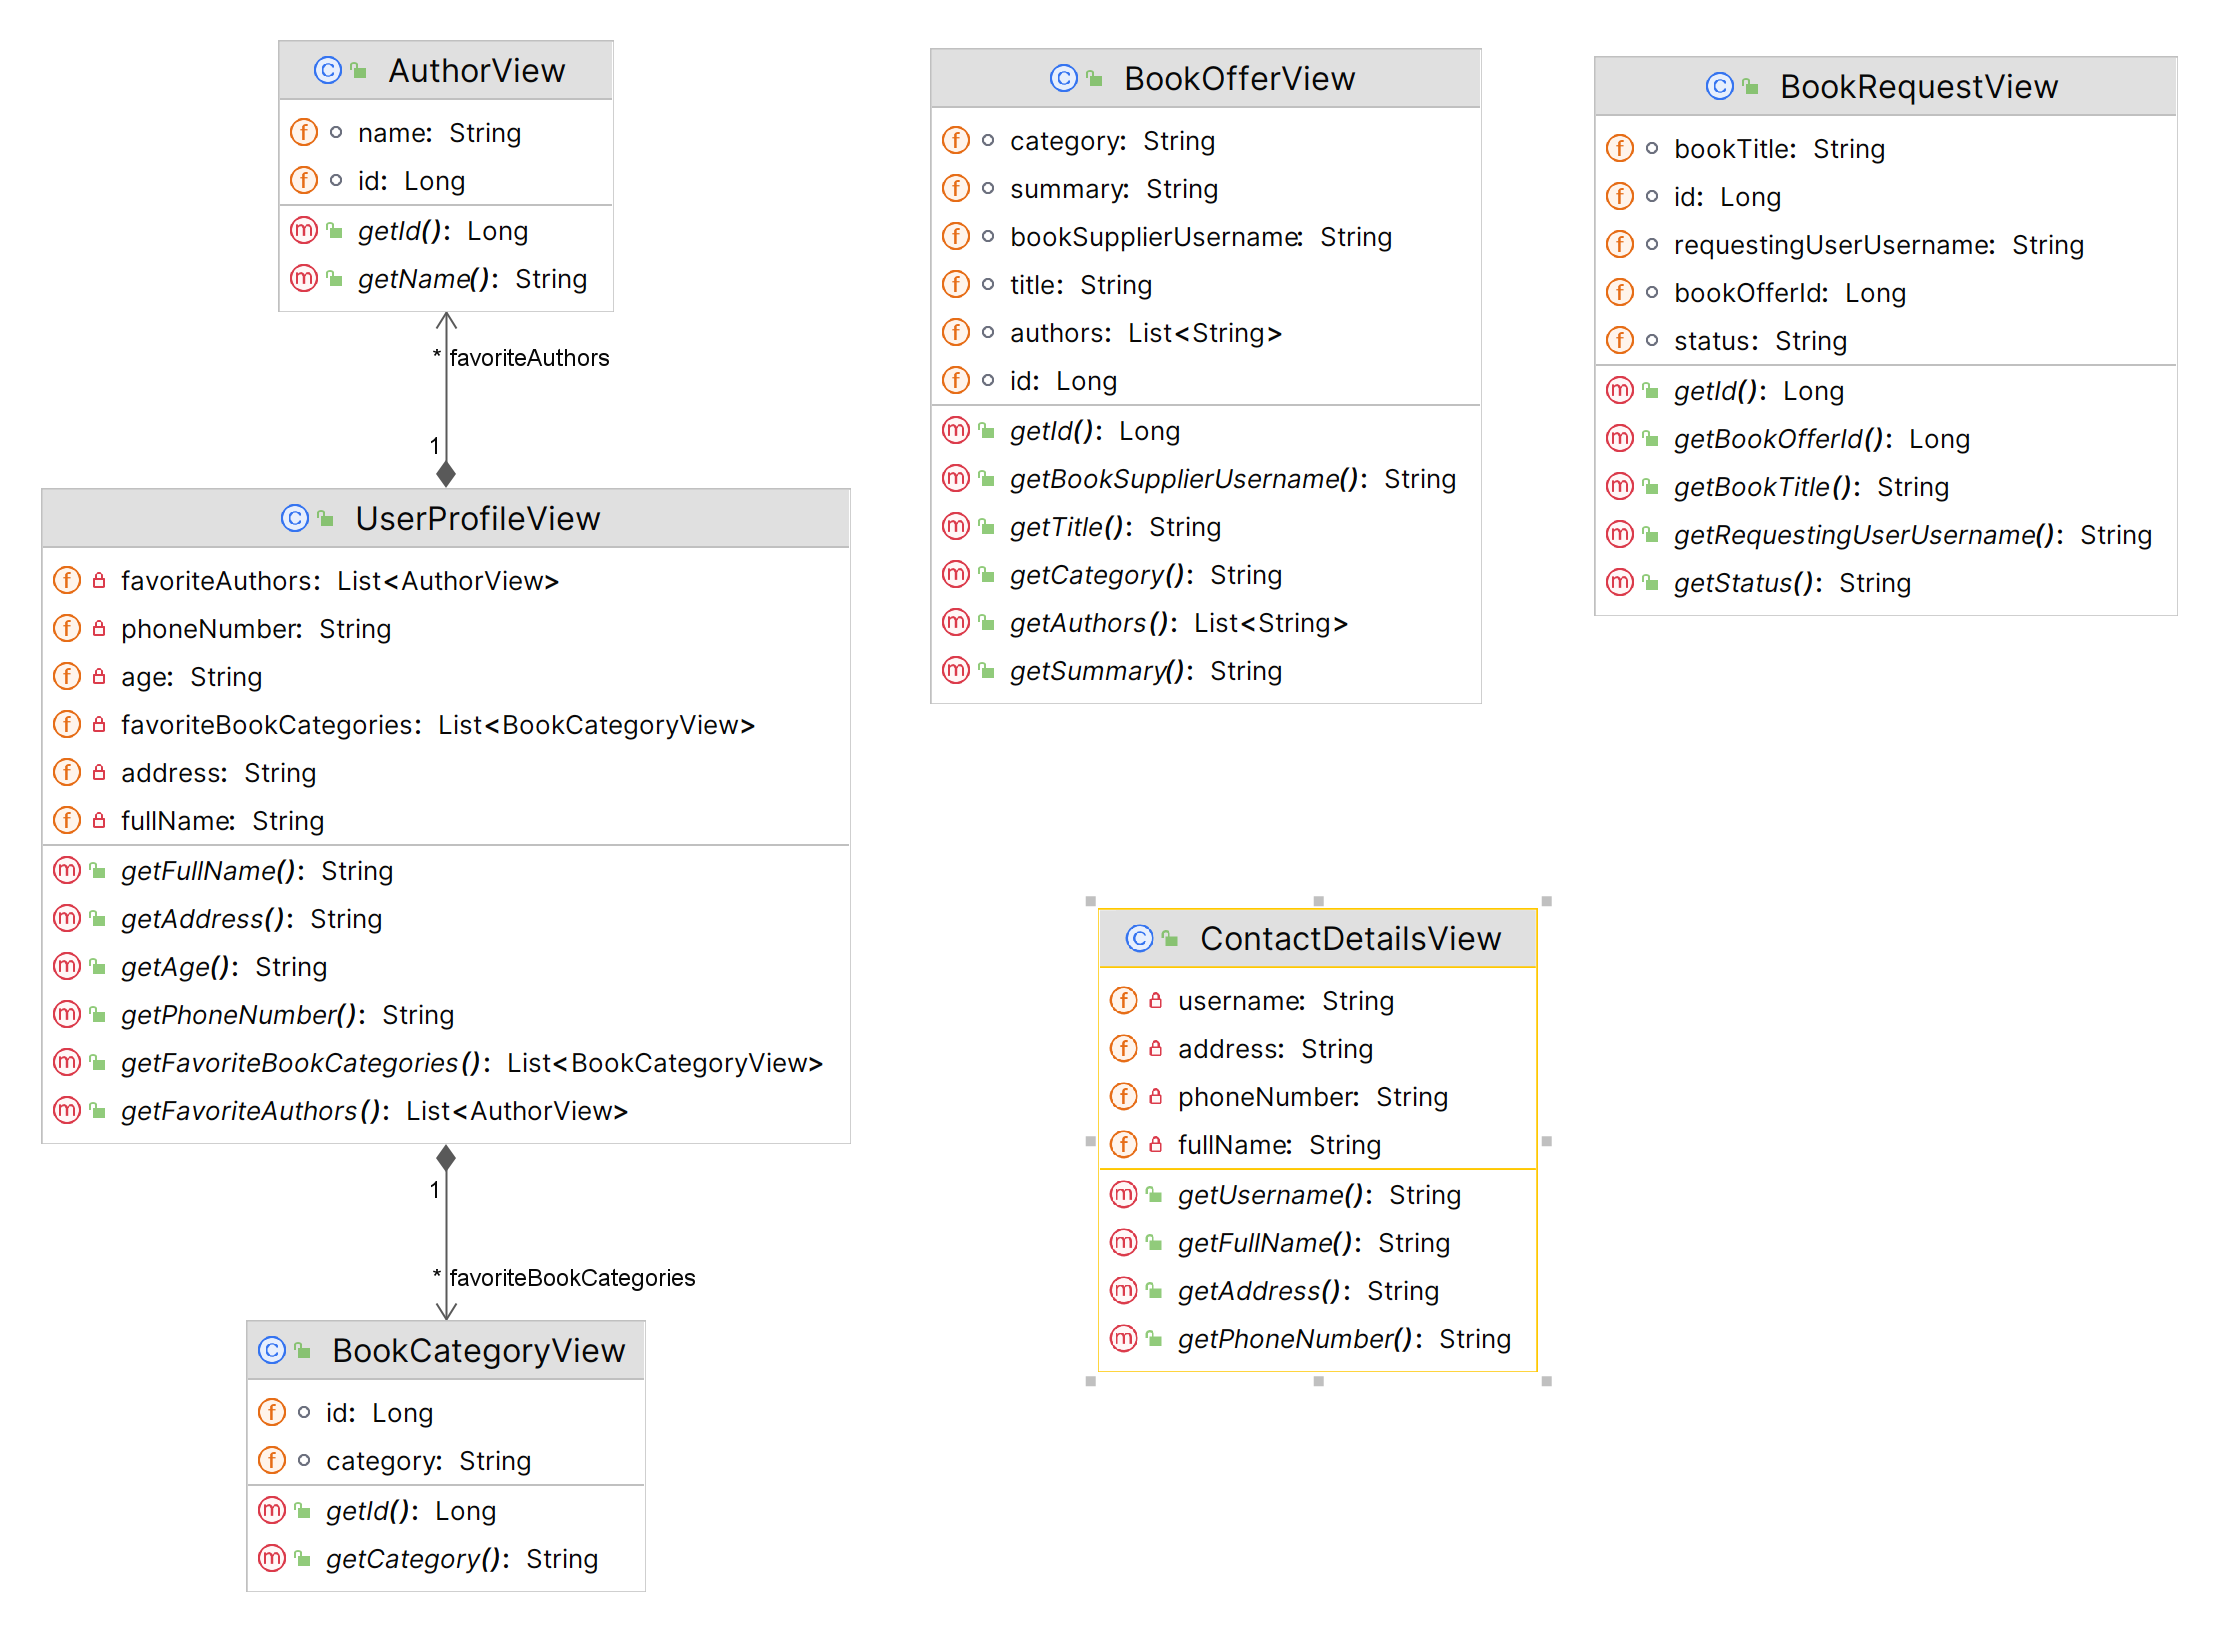 AuthorView
name: String
id: Long
getId(): Long
getName(): String
* favoriteAuthors
1
UserProfileView
favoriteAuthors: List<AuthorView>
phoneNumber: String
age: String
favoriteBookCategories: List<BookCategoryView>
address: String
fullName: String
getFullName(): String
getAddress(): String
getAge(): String
getPhoneNumber(): String
getFavoriteBookCategories(): List<BookCategoryView>
getFavoriteAuthors(): List<AuthorView>
1
* favoriteBookCategories
BookCategoryView
id: Long
category: String
getId(): Long
getCategory(): String
BookOfferView
category: String
summary: String
bookSupplierUsername: String
title: String
authors: List<String>
id: Long
getId(): Long
getBookSupplierUsername(): String
getTitle(): String
getCategory(): String
getAuthors(): List<String>
getSummary(): String
BookRequestView
bookTitle: String
id: Long
requestingUserUsername: String
bookOfferId: Long
status: String
getId(): Long
getBookOfferId(): Long
getBookTitle(): String
getRequestingUserUsername(): String
getStatus(): String
ContactDetailsView
username: String
address: String
phoneNumber: String
fullName: String
getUsername(): String
getFullName(): String
getAddress(): String
getPhoneNumber(): String